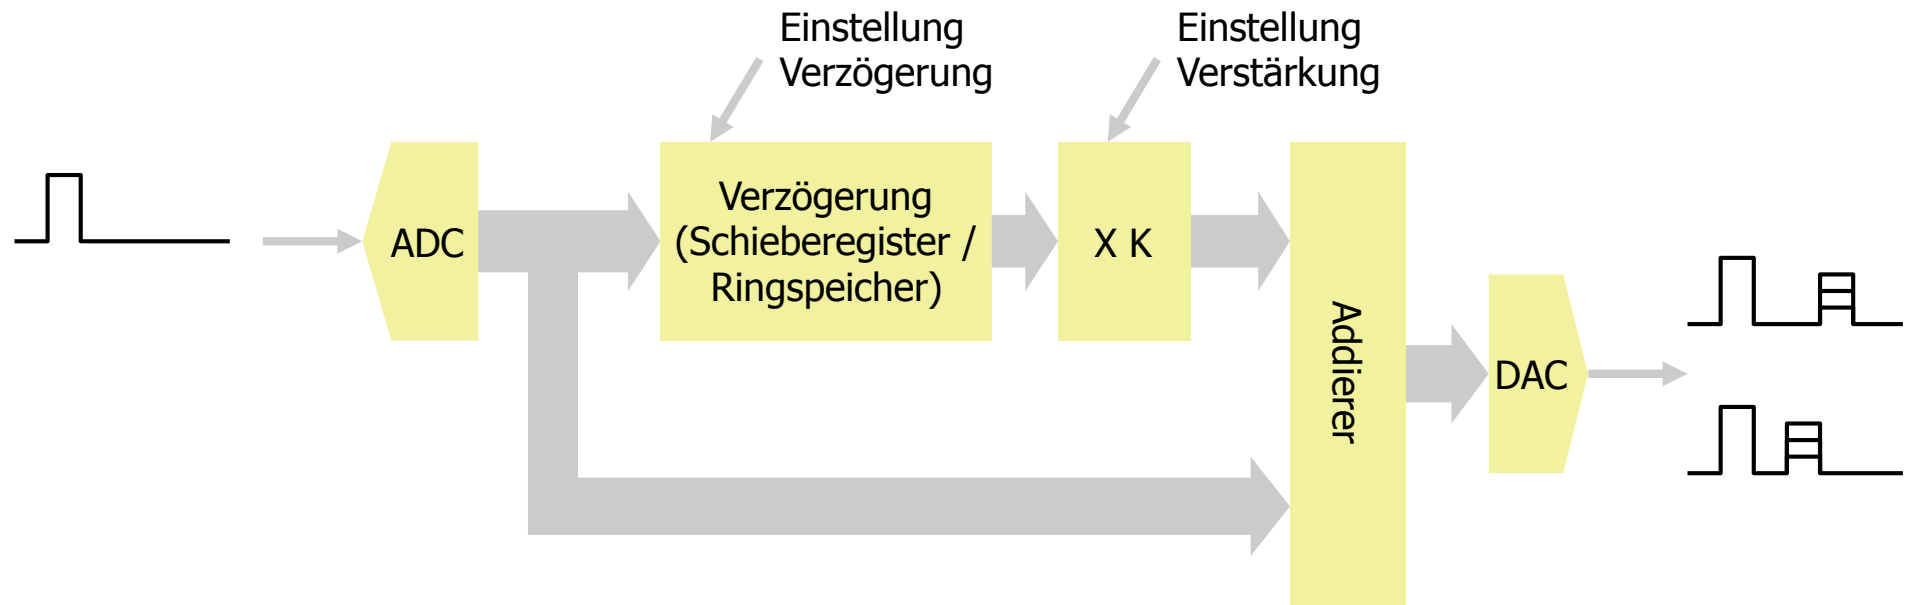 Einstellung
Verzögerung
Einstellung
Verstärkung
ADC
Verzögerung
(Schieberegister /
Ringspeicher)
X K
Addierer
DAC